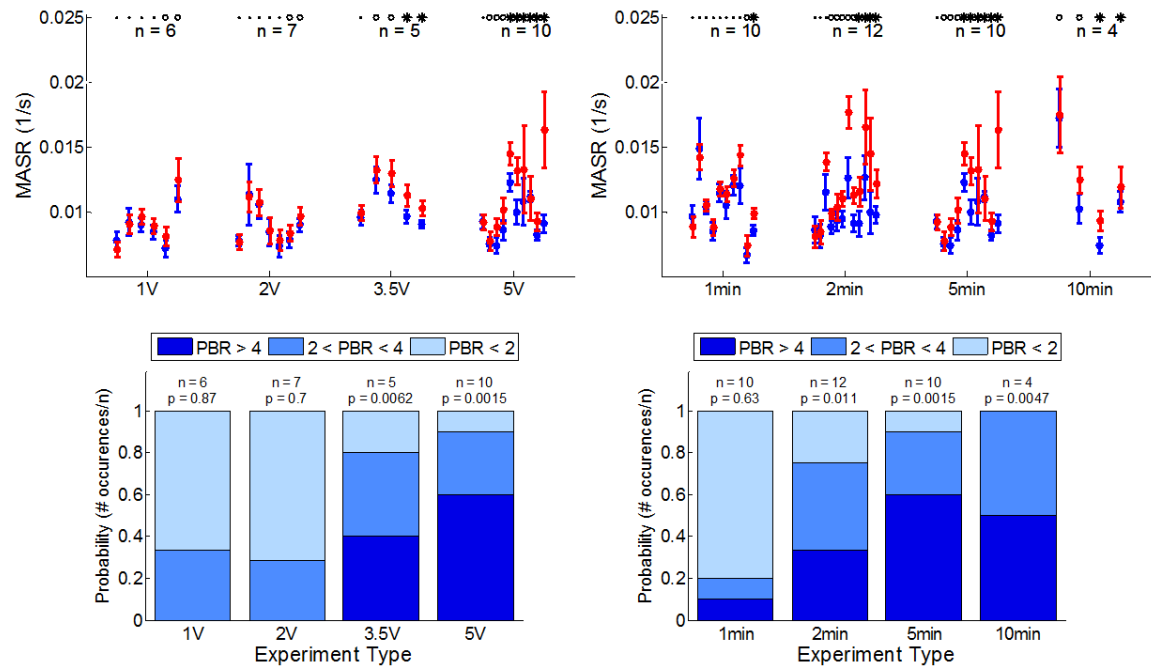 0.025
0.02
0.015
0.01
MASR (1/s)
n = 6
n = 7
n = 5
n = 10
1V
2V
3.5V
5V
0.025
0.02
0.015
0.01
MASR (1/s)
n = 10
n = 12
n = 10
n = 4
1min
2min
5min
10min
PBR > 4
2 < PBR < 4
PBR < 2
n = 6
p = 0.87
n = 7
p = 0.7
n = 5
p = 0.0062
n = 10
p = 0.0015
1
0.8
0.6
0.4
0.2
0
Probability (# occurences/n)
1V
2V
3.5V
5V
Experiment Type
PBR > 4
2 < PBR < 4
PBR < 2
n = 10
p = 0.63
n = 12
p = 0.011
n = 10
p = 0.0015
n = 4
p = 0.0047
1
0.8
0.6
0.4
0.2
0
Probability (# occurences/n)
1min
2min
5min
10min
Experiment Type